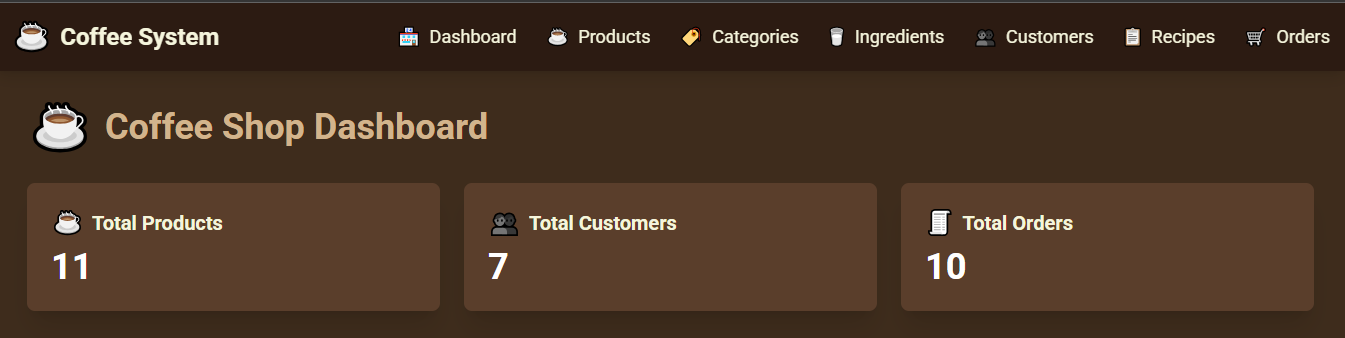 Coffee System
Dashboard
Products
Categories
Ingredients
Customers
Recipes
Orders
Coffee Shop Dashboard
Total Products
11
Total Customers
7
Total Orders
10